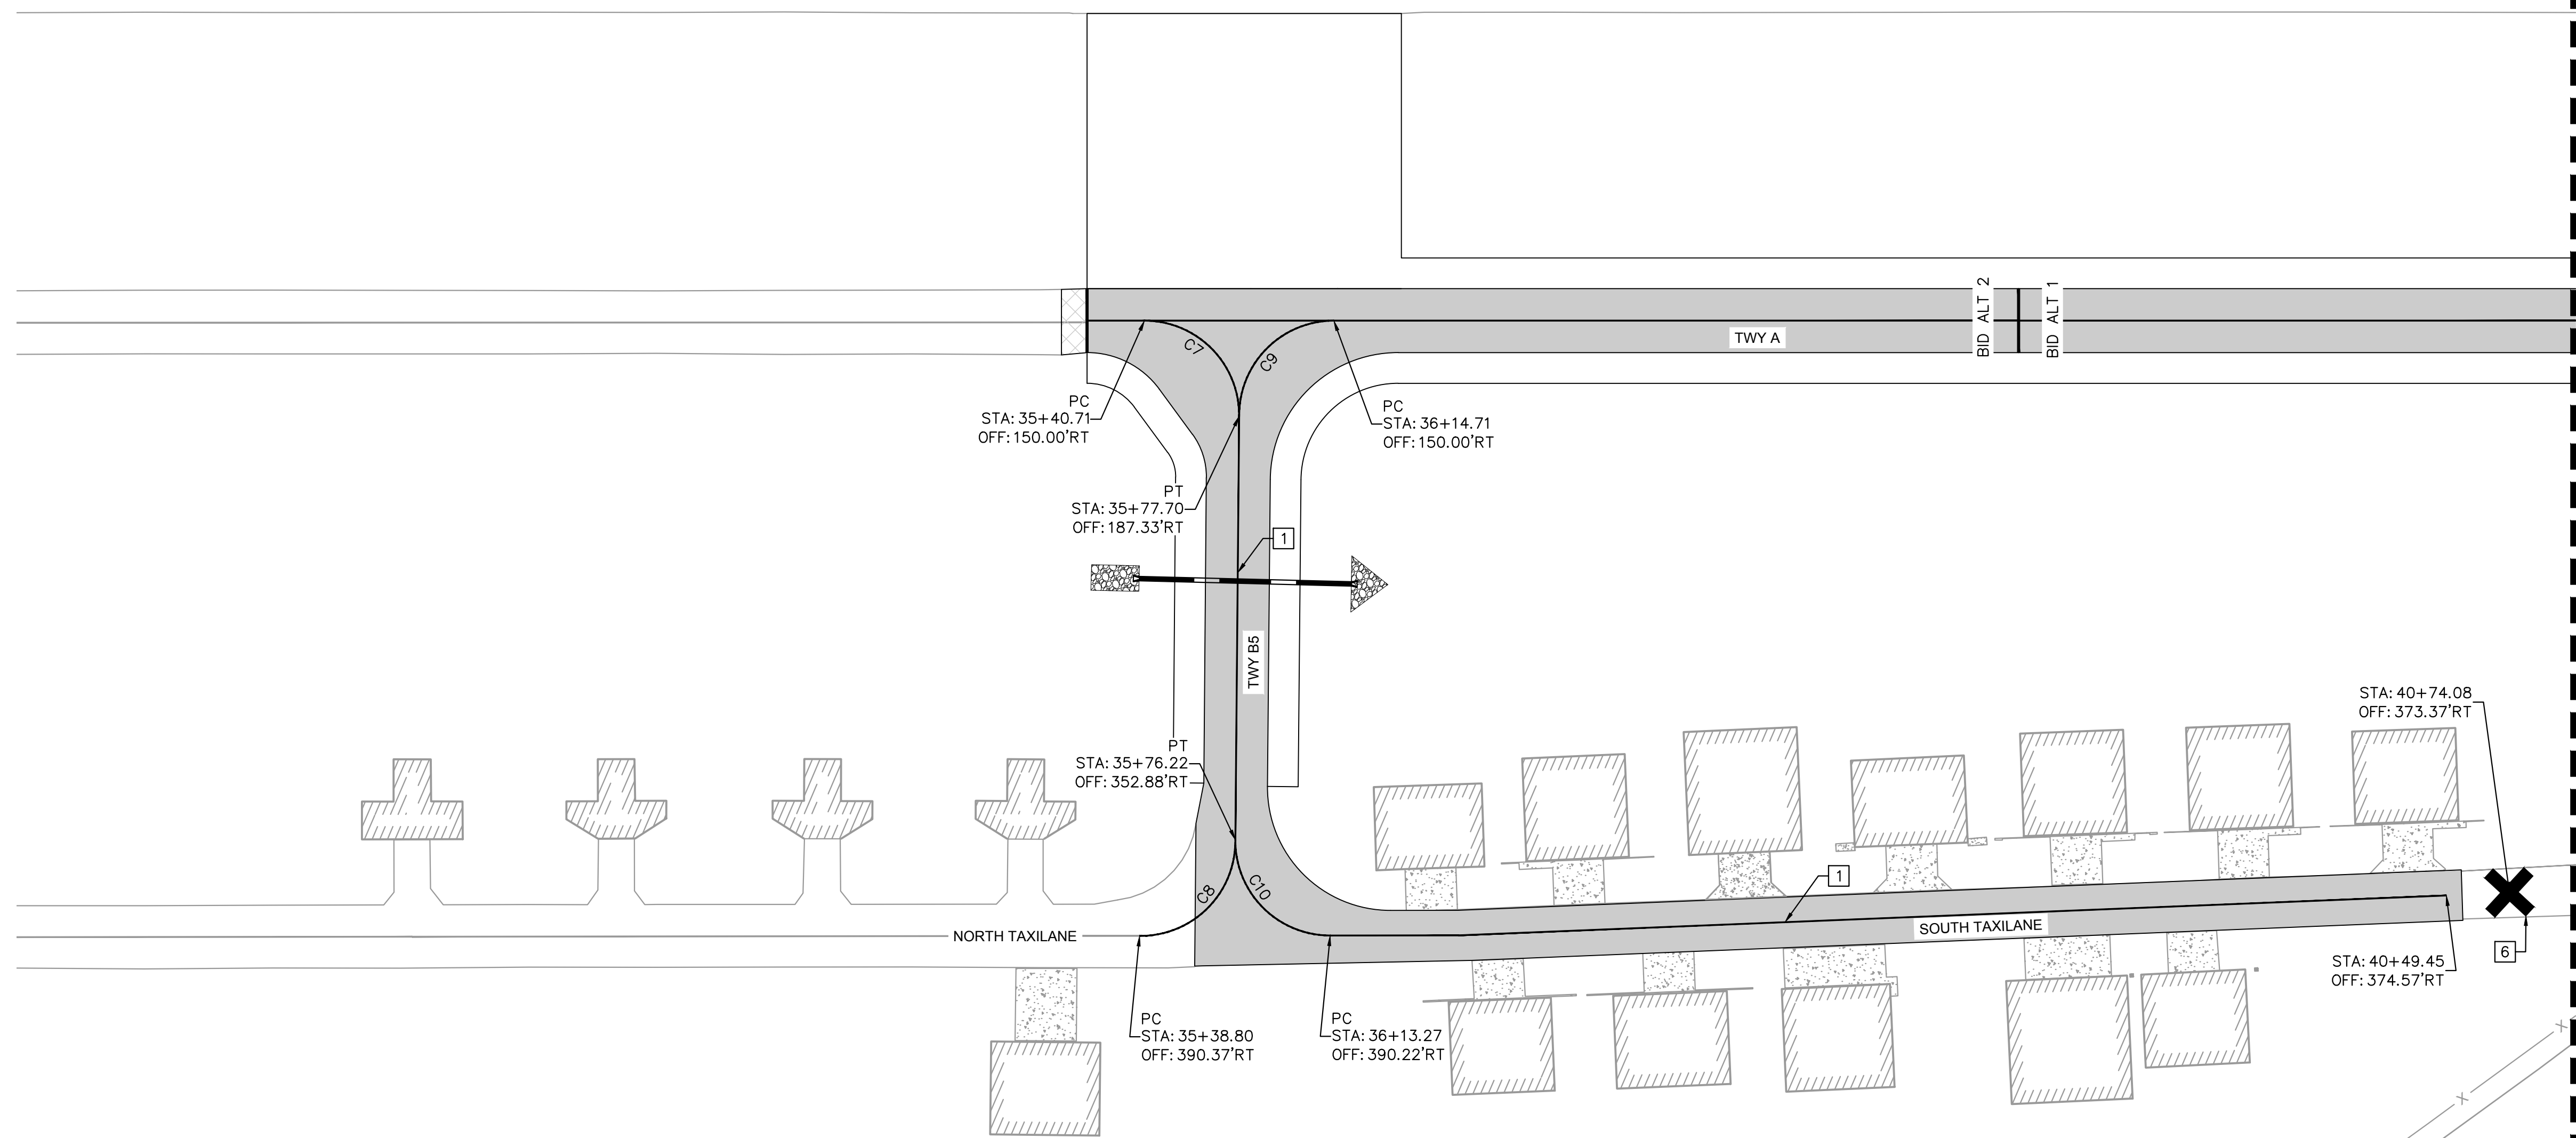 BID ALT 2
BID ALT 1
TWY A
C7
C9
PC
STA: 35+40.71
OFF: 150.00'RT
PC
STA: 36+14.71
OFF: 150.00'RT
PT
STA: 35+77.70
OFF: 187.33'RT
1
TWY B5
STA: 40+74.08
OFF: 373.37'RT
PT
STA: 35+76.22
OFF: 352.88'RT
C8
C10
1
NORTH TAXILANE
SOUTH TAXILANE
6
STA: 40+49.45
OFF: 374.57'RT
PC
STA: 35+38.80
OFF: 390.37'RT
PC
STA: 36+13.27
OFF: 390.22'RT
X
X